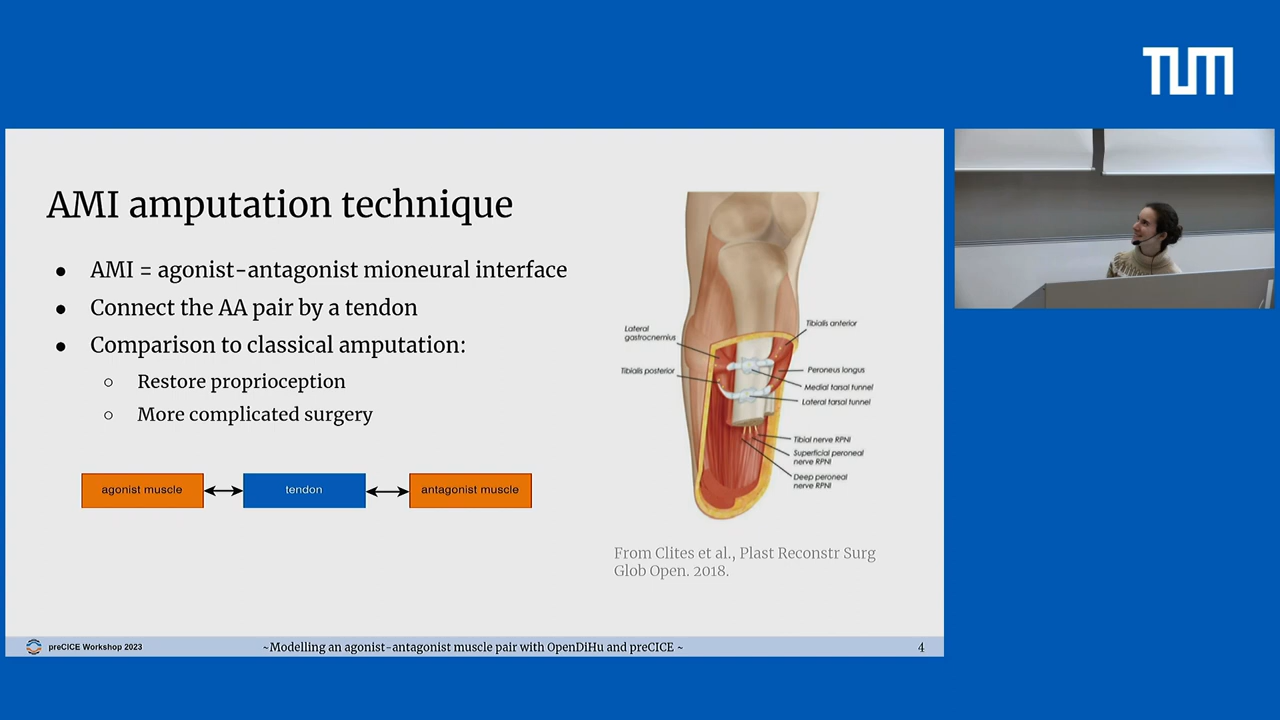 TUM
AMI amputation technique
● AMI = agonist-antagonist mioneural interface
● Connect the AA pair by a tendon
● Comparison to classical amputation:
○ Restore proprioception
○ More complicated surgery
agonist muscle
tendon
antagonist muscle
Lateral
gastrocnemius
Tibialis posterior
Tibialis anterior
Peroneus longus
Medial tarsal tunnel
Lateral tarsal tunnel
Tibial nerve RPNI
Superficial peroneal
nerve RPNI
Deep peroneal
nerve RPNI
From Clites et al., Plast Reconstr Surg
Glob Open. 2018.
preCICE Workshop 2023
~Modelling an agonist-antagonist muscle pair with OpenDiHu and preCICE ~
4